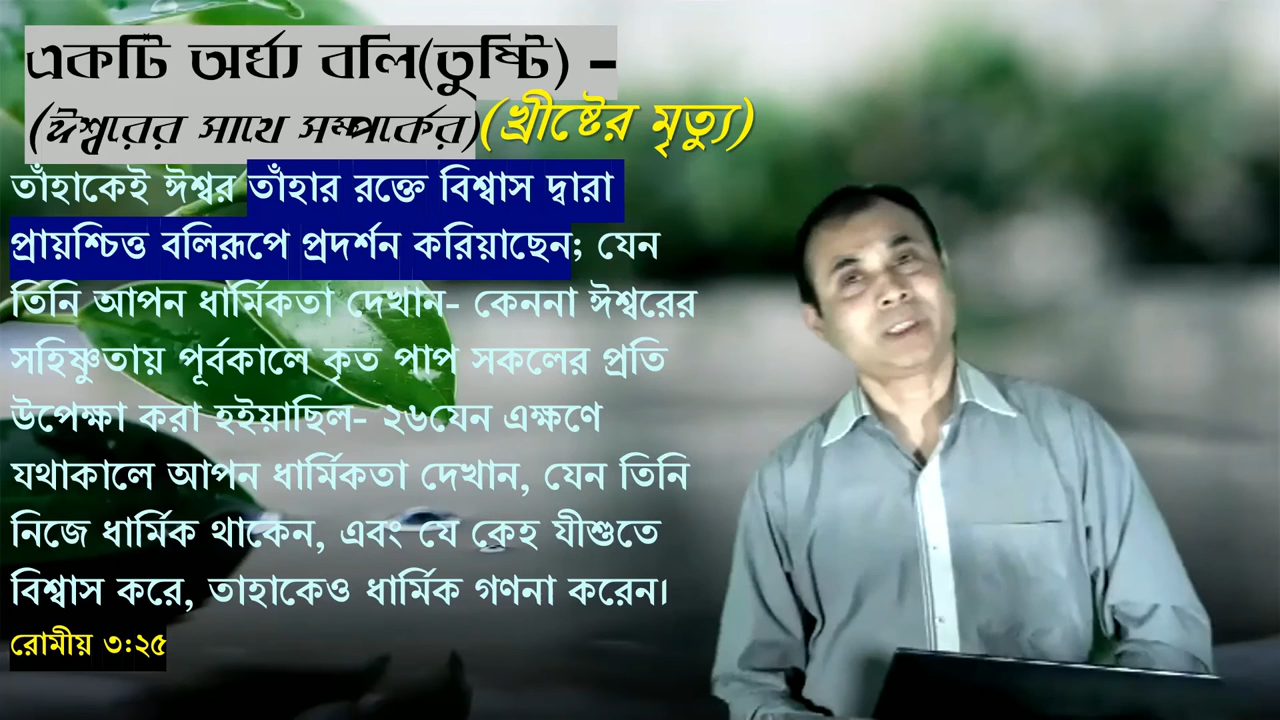 একটি অর্ঘ্য বলি(তুষ্টি) –
(ঈশ্বরের সাথে সম্পর্কের)(খ্রীষ্টের মৃত্যু)
তাঁহাকেই ঈশ্বর তাঁহার রক্তে বিশ্বাস দ্বারা
প্রায়শ্চিত্ত বলিরূপে প্রদর্শন করিয়াছেন; যেন
তিনি আপন ধার্মিকতা দেখান- কেননা ঈশ্বরের
সহিষ্ণুতায় পূর্বকালে কৃত পাপ সকলের প্রতি
উপেক্ষা করা হইয়াছিল- ২৬যেন এক্ষণে
যথাকালে আপন ধার্মিকতা দেখান, যেন তিনি
নিজে ধার্মিক থাকেন, এবং যে কেহ যীশুতে
বিশ্বাস করে, তাহাকেও ধার্মিক গণনা করেন।
রোমীয় ৩:২৫